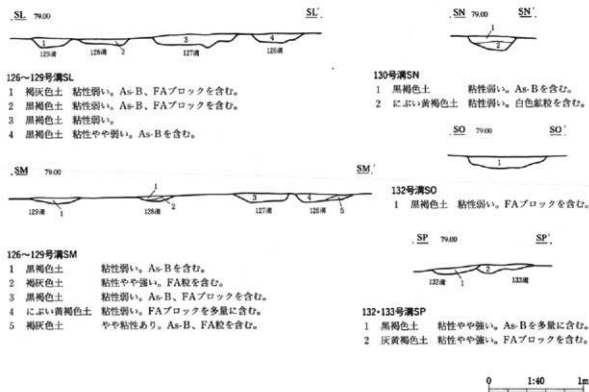 SL 79.00 SL′
1 2 3 4
129溝 128溝 127溝 126溝
126〜129号溝SL
1 褐灰色土 粘性弱い。As-B、FAブロックを含む。
2 黒褐色土 粘性弱い。As-B、FAブロックを含む。
3 黒褐色土 粘性弱い。
4 黒褐色土 粘性やや弱い。As-Bを含む。
SM 79.00 SM′
1 1 2 3 4 5
129溝 128溝 127溝 126溝
126〜129号溝SM
1 黒褐色土 粘性弱い。As-Bを含む。
2 褐灰色土 粘性やや強い。FA粒を含む。
3 黒褐色土 粘性弱い。As-B、FAブロックを含む。
4 にぶい黄褐色土 粘性弱い。FAブロックを多量に含む。
5 褐灰色土 やや粘性あり。As-B、FA粒を含む。
SN 79.00 SN′
1
2
130号溝SN
1 黒褐色土 粘性弱い。As-Bを含む。
2 にぶい黄褐色土 粘性弱い。白色鉱粒を含む。
SO 79.00 SO′
1
132号溝SO
1 黒褐色土 粘性弱い。FAブロックを含む。
SP 79.00 SP′
1 2
132溝 133溝
132・133号溝SP
1 黒褐色土 粘性やや強い。As-Bを多量に含む。
2 灰黄褐色土 粘性やや強い。FAブロックを含む。
0 1:40 1m